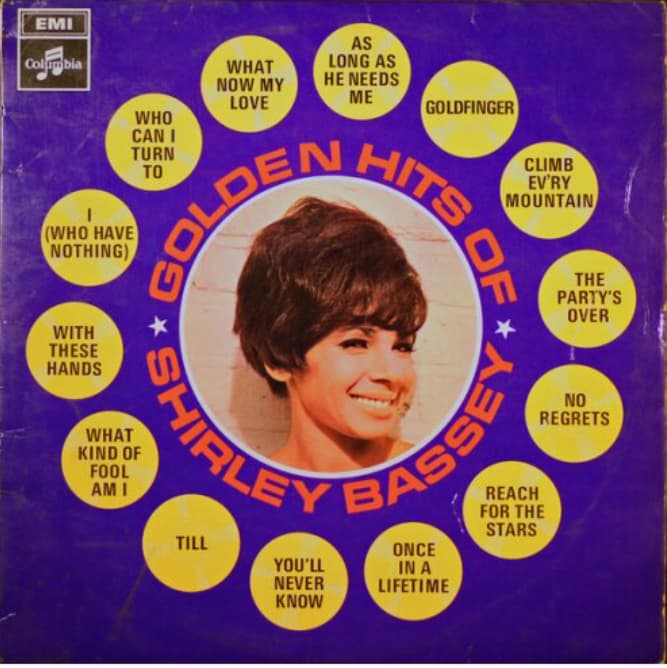 EMI
Columbia
GOLDEN HITS OF
SHIRLEY BASSEY
AS
LONG AS
HE NEEDS
ME
GOLDFINGER
CLIMB
EV'RY
MOUNTAIN
THE
PARTY'S
OVER
NO
REGRETS
REACH
FOR THE
STARS
ONCE
IN A
LIFETIME
YOU'LL
NEVER
KNOW
TILL
WHAT
KIND OF
FOOL
AM I
WITH
THESE
HANDS
I
(WHO HAVE
NOTHING)
WHO
CAN I
TURN
TO
WHAT
NOW MY
LOVE